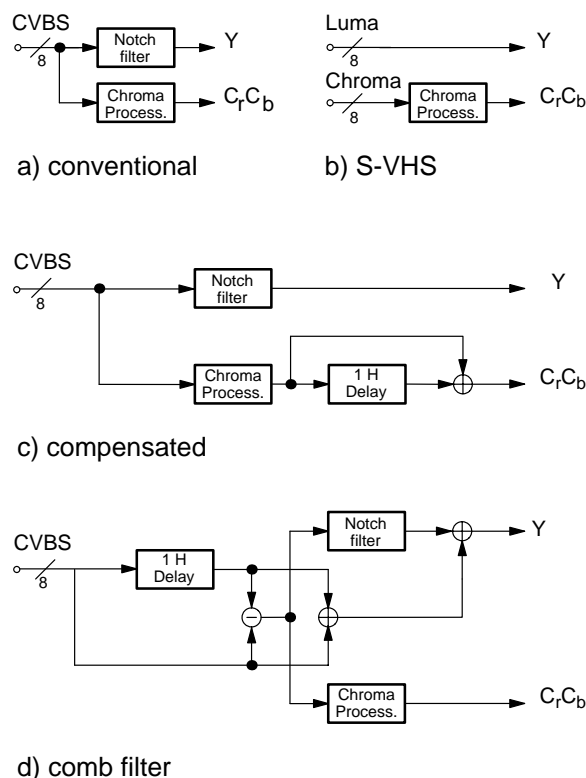 CVBS
8
Notch
filter
Y
Chroma
Process.
CrCb
a) conventional
Luma
8
Y
Chroma
8
Chroma
Process.
CrCb
b) S-VHS
CVBS
8
Notch
filter
Y
Chroma
Process.
1 H
Delay
CrCb
c) compensated
CVBS
8
1 H
Delay
Notch
filter
Y
Chroma
Process.
CrCb
d) comb filter